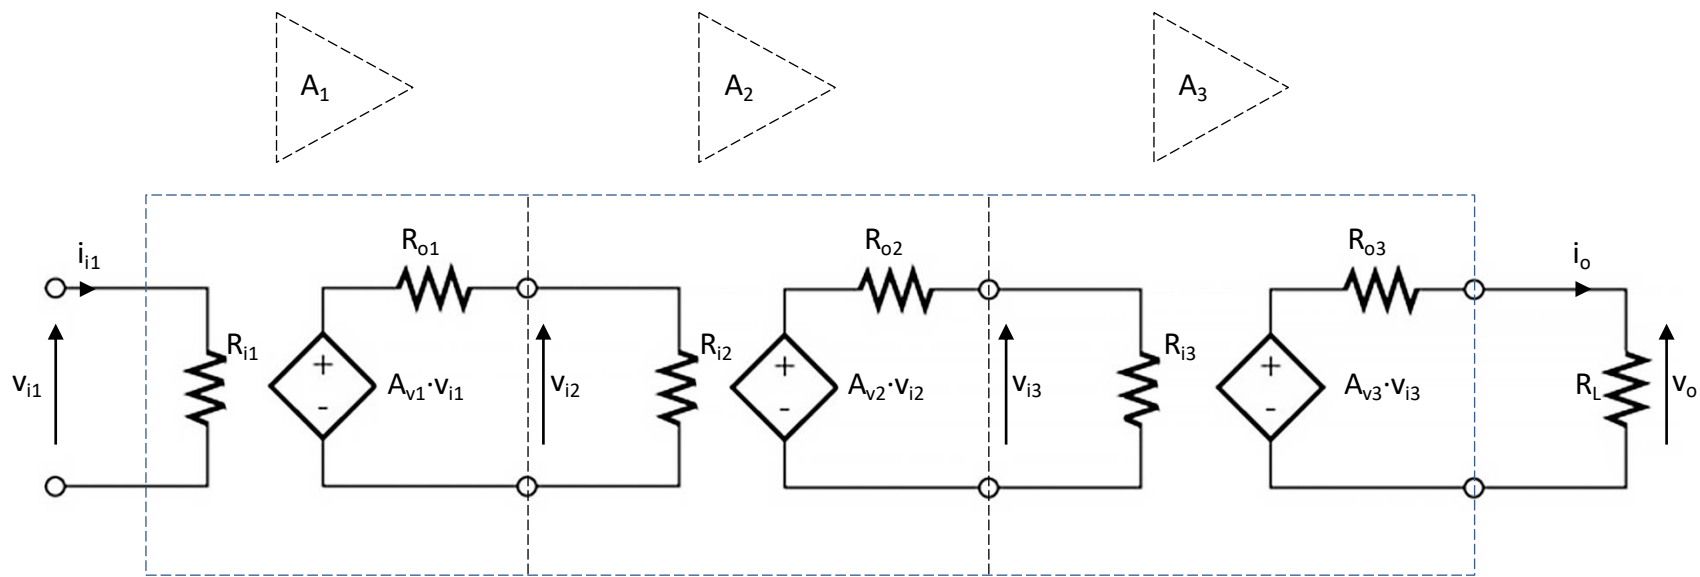 A₁
A₂
A₃
Rₒ₁
Rₒ₂
Rₒ₃
iᵢ₁
iₒ
vᵢ₁
Rᵢ₁
+
-
Aᵥ₁·vᵢ₁
vᵢ₂
Rᵢ₂
+
-
Aᵥ₂·vᵢ₂
vᵢ₃
Rᵢ₃
+
-
Aᵥ₃·vᵢ₃
R_L
vₒ